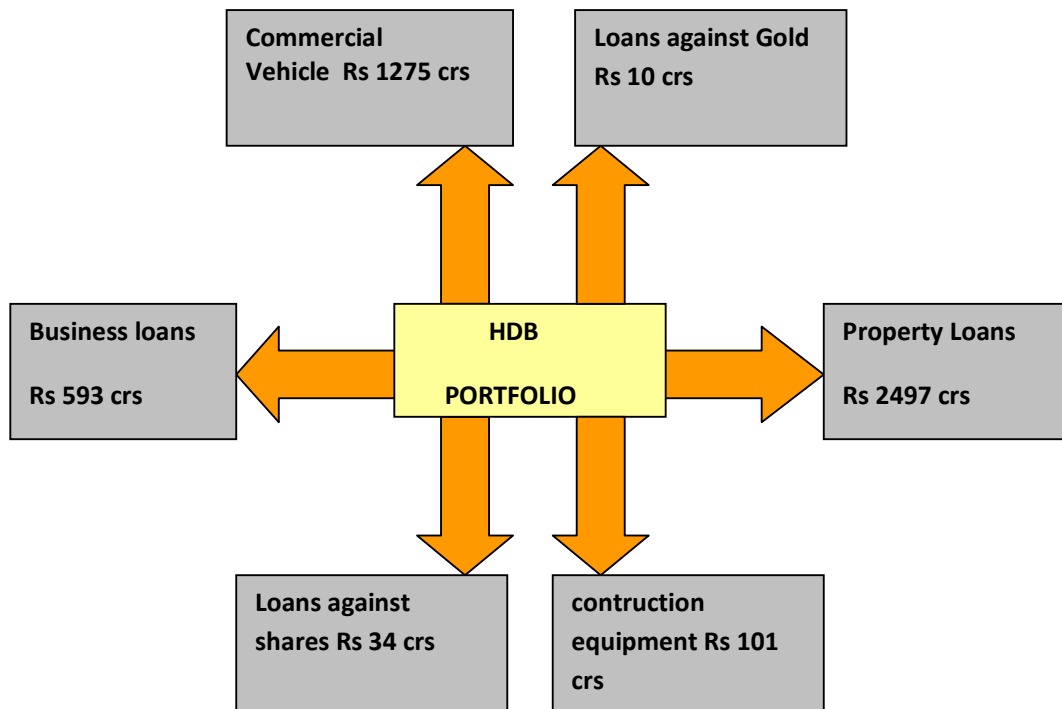 Commercial
Vehicle  Rs 1275 crs
Loans against Gold
Rs 10 crs
Business loans
Rs 593 crs
HDB
PORTFOLIO
Property Loans
Rs 2497 crs
Loans against
shares Rs 34 crs
contruction
equipment Rs 101
crs